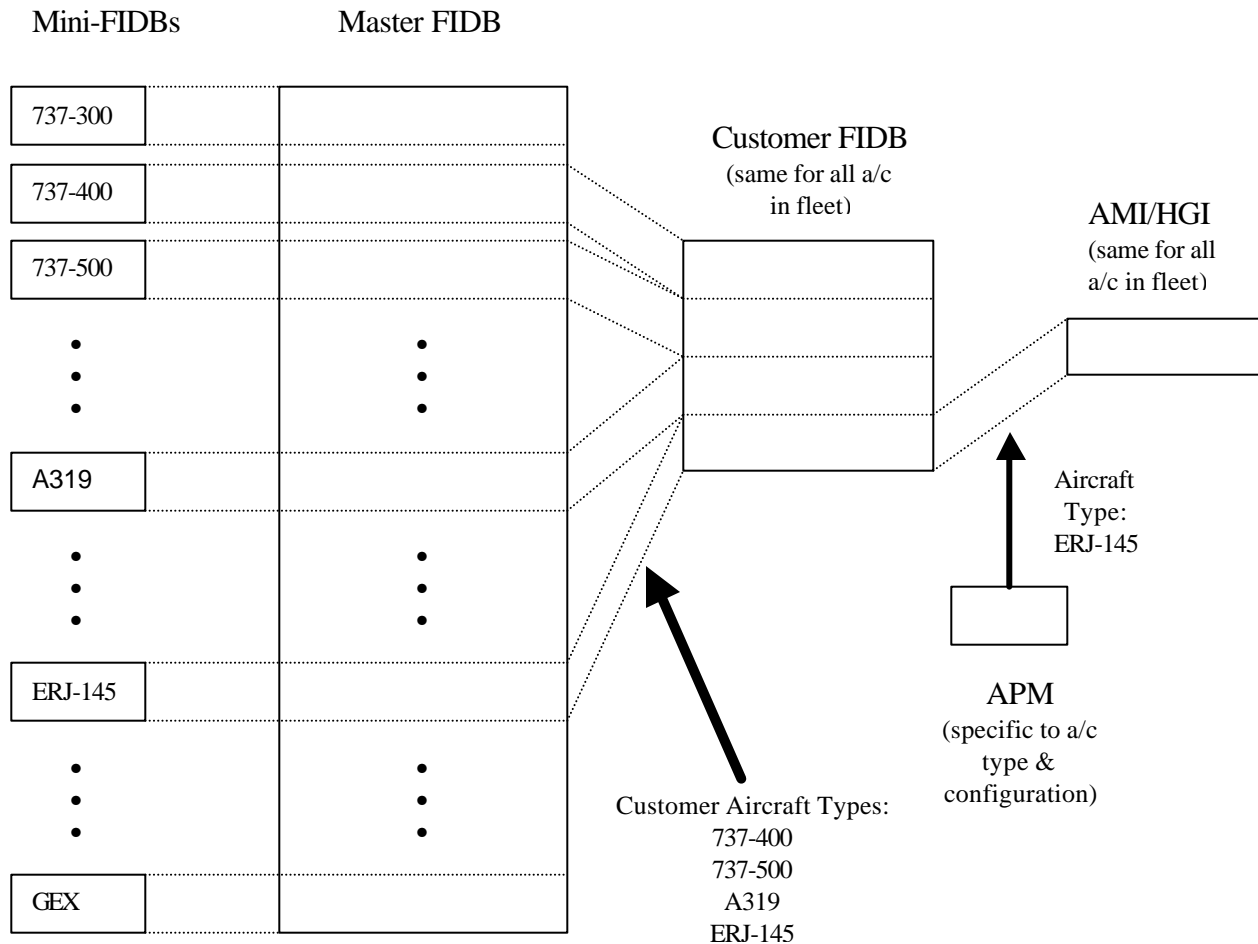 Mini-FIDBs
Master FIDB
737-300
737-400
737-500
A319
ERJ-145
GEX
Customer FIDB
(same for all a/c
in fleet)
AMI/HGI
(same for all
a/c in fleet)
Aircraft
Type:
ERJ-145
APM
(specific to a/c
type &
configuration)
Customer Aircraft Types:
737-400
737-500
A319
ERJ-145